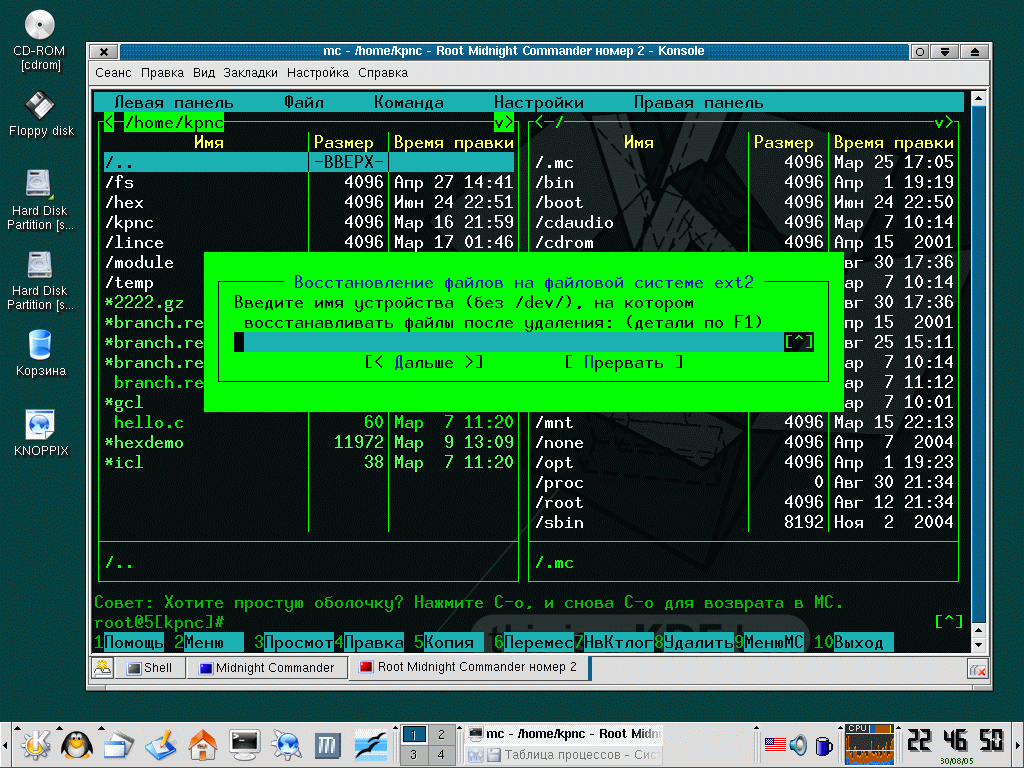 CD-ROM
[cdrom]
Floppy disk
Hard Disk
Partition [s...
Hard Disk
Partition [s...
Корзина
KNOPPIX
mc - /home/kpnc - Root Midnight Commander номер 2 - Konsole
Сеанс Правка Вид Закладки Настройка Справка
Левая панель Файл Команда Настройки Правая панель
</home/kpnc v>
Имя Размер Время правки
/.. -ВВЕРХ-
/fs 4096 Апр 27 14:41
/hex 4096 Июн 24 22:51
/kpnc 4096 Мар 16 21:59
/lince 4096 Мар 17 01:46
/module
/temp
*2222.gz
*branch.re
*branch.re
*branch.re
branch.re
*gcl
hello.c 60 Мар 7 11:20
*hexdemo 11972 Мар 9 13:09
*icl 38 Мар 7 11:20
/..
</ v>
Имя Размер Время правки
/.mc 4096 Мар 25 17:05
/bin 4096 Апр 1 19:19
/boot 4096 Июн 24 22:50
/cdaudio 4096 Мар 7 10:14
/cdrom 4096 Апр 15 2001
вг 30 17:36
ар 7 10:14
вг 30 17:36
пр 15 2001
вг 25 15:11
ар 7 10:14
ар 7 11:12
ар 7 10:01
/mnt 4096 Мар 15 22:13
/none 4096 Апр 7 2004
/opt 4096 Апр 1 19:23
/proc 0 Авг 30 21:34
/root 4096 Авг 12 21:34
/sbin 8192 Ноя 2 2004
/.mc
Восстановление файлов на файловой системе ext2
Введите имя устройства (без /dev/), на котором
восстанавливать файлы после удаления: (детали по F1)
[^]
[< Дальше >] [ Прервать ]
Совет: Хотите простую оболочку? Нажмите C-o, и снова C-o для возврата в MC.
root@5[kpnc]# [^]
1Помощь 2Меню 3Просмот4Правка 5Копия 6Перемес7НвКтлог8Удалить9МенюМС 10Выход
Shell Midnight Commander Root Midnight Commander номер 2
1 2
3 4
mc - /home/kpnc - Root Midn
Таблица процессов - Сис
CPU
22 46 50
30/08/05